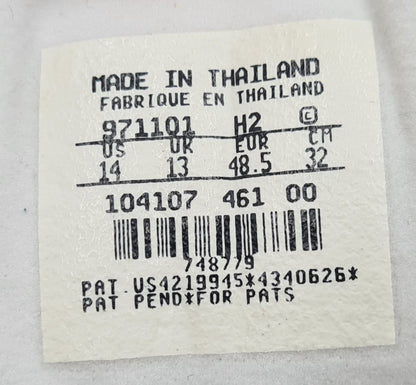 MADE IN THAILAND
FABRIQUE EN THAILAND
971101 H2 ©
US UK EUR CM
14 13 48.5 32
104107 461 00
748779
PAT.US4219945*4340626*
PAT PEND*FOR PATS